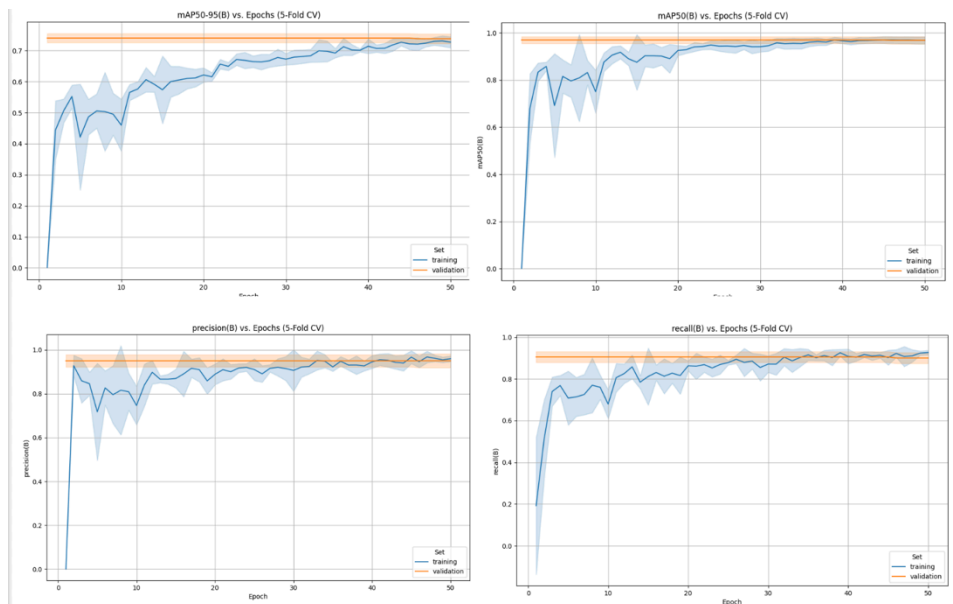 mAP50-95(B) vs. Epochs (5-Fold CV)
0.7
0.6
0.5
0.4
0.3
0.2
0.1
0.0
0 10 20 30 40 50
Epoch
Set
training
validation
mAP50(B) vs. Epochs (5-Fold CV)
mAP50(B)
1.0
0.8
0.6
0.4
0.2
0.0
0 10 20 30 40 50
Epoch
Set
training
validation
precision(B) vs. Epochs (5-Fold CV)
precision(B)
1.0
0.8
0.6
0.4
0.2
0.0
0 10 20 30 40 50
Epoch
Set
training
validation
recall(B) vs. Epochs (5-Fold CV)
recall(B)
1.0
0.8
0.6
0.4
0.2
0.0
0 10 20 30 40 50
Epoch
Set
training
validation